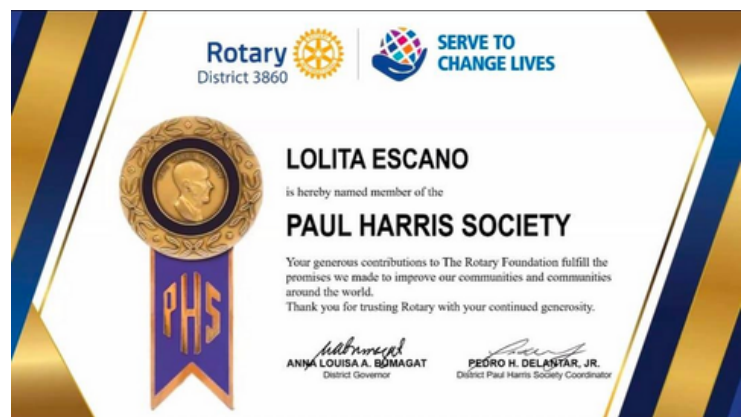 Rotary
District 3860
SERVE TO
CHANGE LIVES
LOLITA ESCANO
is hereby named member of the
PAUL HARRIS SOCIETY
Your generous contributions to The Rotary Foundation fulfill the
promises we made to improve our communities and communities
around the world.
Thank you for trusting Rotary with your continued generosity.
PHS
ANNA LOUISA A. BUMAGAT
District Governor
PEDRO H. DELANTAR, JR.
District Paul Harris Society Coordinator